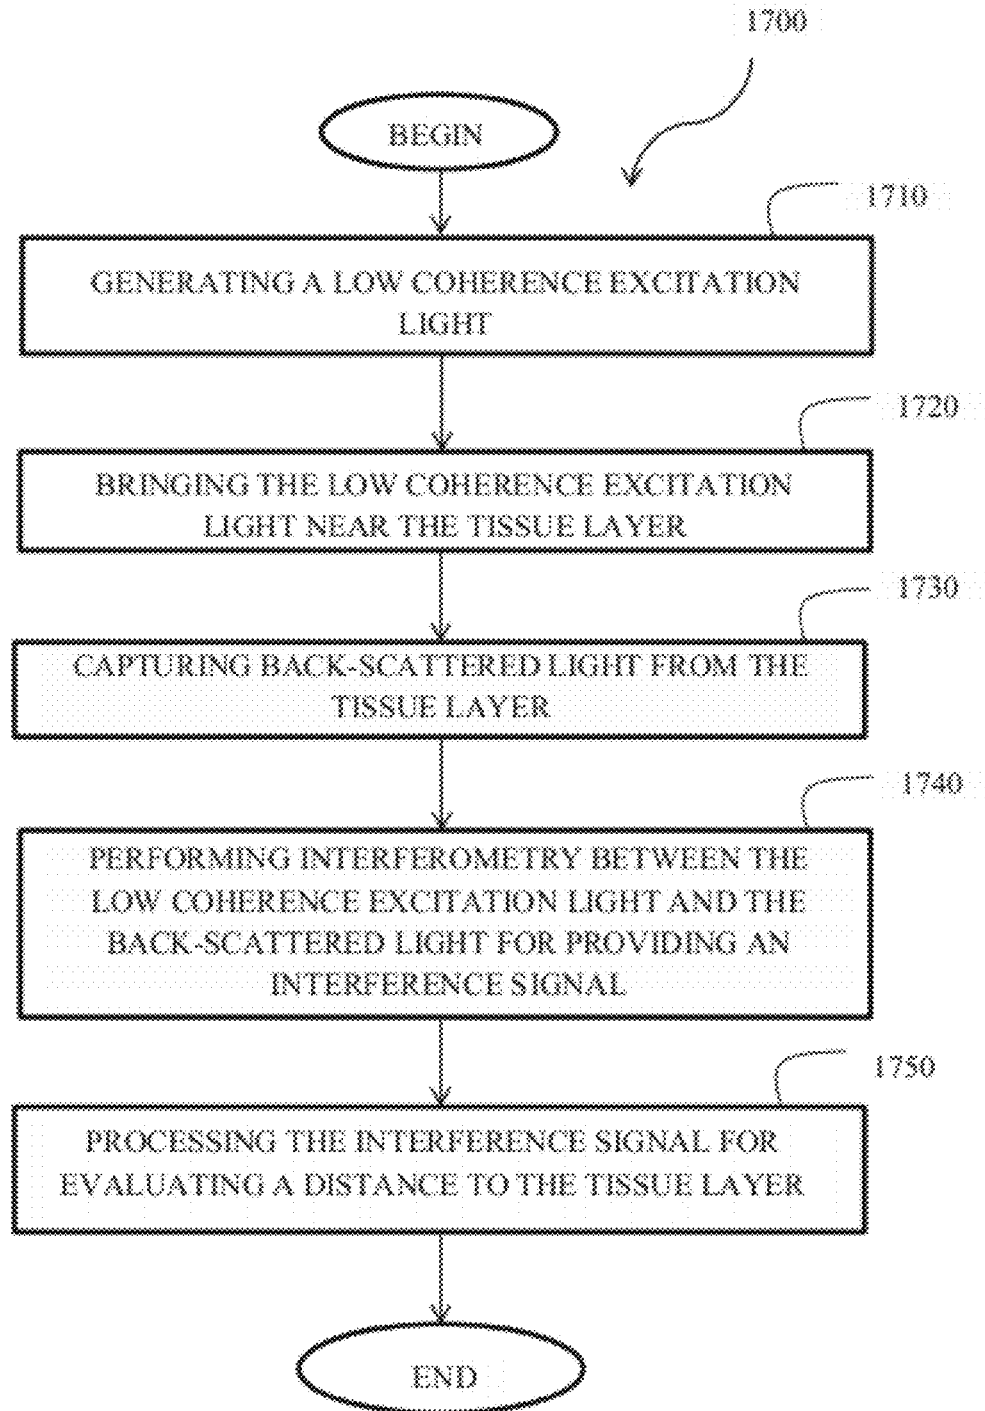 1700
BEGIN
1710
GENERATING A LOW COHERENCE EXCITATION
LIGHT
1720
BRINGING THE LOW COHERENCE EXCITATION
LIGHT NEAR THE TISSUE LAYER
1730
CAPTURING BACK-SCATTERED LIGHT FROM THE
TISSUE LAYER
1740
PERFORMING INTERFEROMETRY BETWEEN THE
LOW COHERENCE EXCITATION LIGHT AND THE
BACK-SCATTERED LIGHT FOR PROVIDING AN
INTERFERENCE SIGNAL
1750
PROCESSING THE INTERFERENCE SIGNAL FOR
EVALUATING A DISTANCE TO THE TISSUE LAYER
END